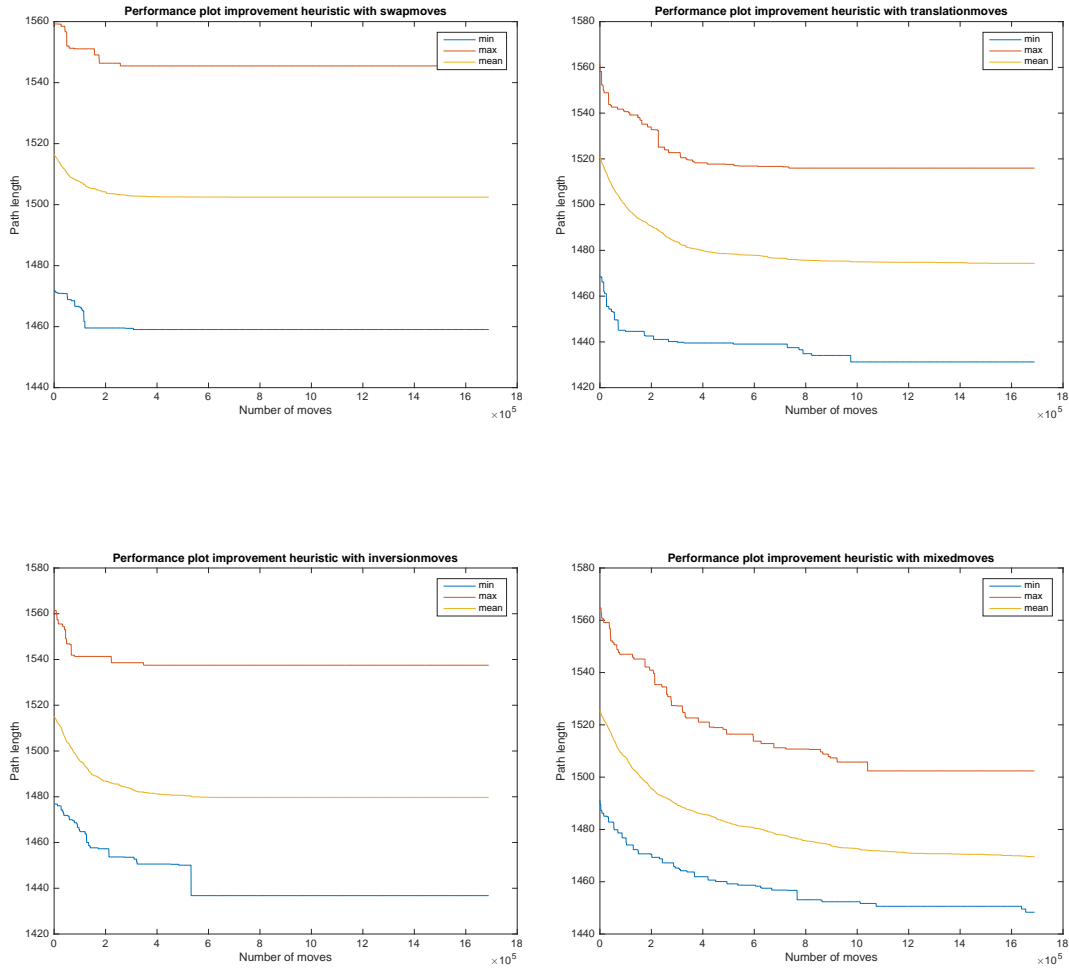 Performance plot improvement heuristic with swapmoves
1560
1540
1520
1500
1480
1460
1440
Path length
0 2 4 6 8 10 12 14 16 18
Number of moves
×10^5
min
max
mean
Performance plot improvement heuristic with translationmoves
1580
1560
1540
1520
1500
1480
1460
1440
1420
Path length
0 2 4 6 8 10 12 14 16 18
Number of moves
×10^5
min
max
mean
Performance plot improvement heuristic with inversionmoves
1580
1560
1540
1520
1500
1480
1460
1440
1420
Path length
0 2 4 6 8 10 12 14 16 18
Number of moves
×10^5
min
max
mean
Performance plot improvement heuristic with mixedmoves
1580
1560
1540
1520
1500
1480
1460
1440
Path length
0 2 4 6 8 10 12 14 16 18
Number of moves
×10^5
min
max
mean